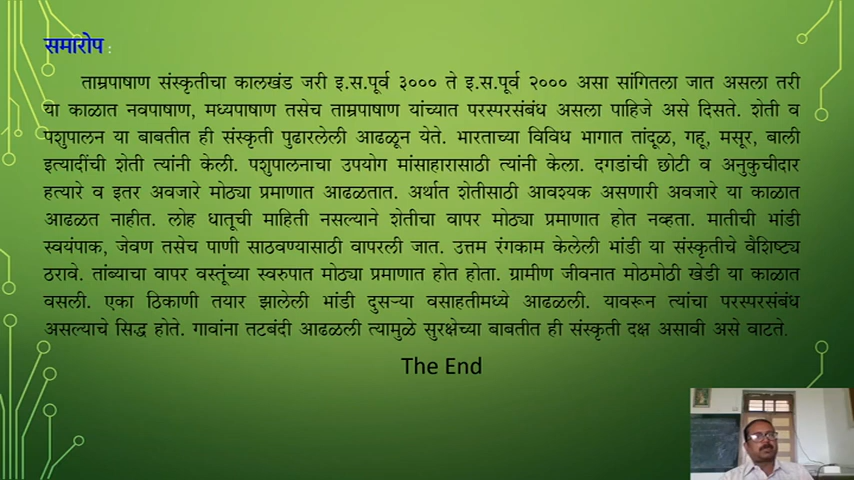 समारोप :
ताम्रपाषाण संस्कृतीचा कालखंड जरी इ.स.पूर्व ३००० ते इ.स.पूर्व २००० असा सांगितला जात असला तरी
या काळात नवपाषाण, मध्यपाषाण तसेच ताम्रपाषाण यांच्यात परस्परसंबंध असला पाहिजे असे दिसते. शेती व
पशुपालन या बाबतीत ही संस्कृती पुढारलेली आढळून येते. भारताच्या विविध भागात तांदूळ, गहू, मसूर, बाली
इत्यादींची शेती त्यांनी केली. पशुपालनाचा उपयोग मांसाहारासाठी त्यांनी केला. दगडांची छोटी व अनुकुचीदार
हत्यारे व इतर अवजारे मोठ्या प्रमाणात आढळतात. अर्थात शेतीसाठी आवश्यक असणारी अवजारे या काळात
आढळत नाहीत. लोह धातूची माहिती नसल्याने शेतीचा वापर मोठ्या प्रमाणात होत नव्हता. मातीची भांडी
स्वयंपाक, जेवण तसेच पाणी साठवण्यासाठी वापरली जात. उत्तम रंगकाम केलेली भांडी या संस्कृतीचे वैशिष्ट्य
ठरावे. तांब्याचा वापर वस्तूंच्या स्वरुपात मोठ्या प्रमाणात होत होता. ग्रामीण जीवनात मोठमोठी खेडी या काळात
वसली. एका ठिकाणी तयार झालेली भांडी दुसऱ्या वसाहतीमध्ये आढळली. यावरून त्यांचा परस्परसंबंध
असल्याचे सिद्ध होते. गावांना तटबंदी आढळली त्यामुळे सुरक्षेच्या बाबतीत ही संस्कृती दक्ष असावी असे वाटते.
The End